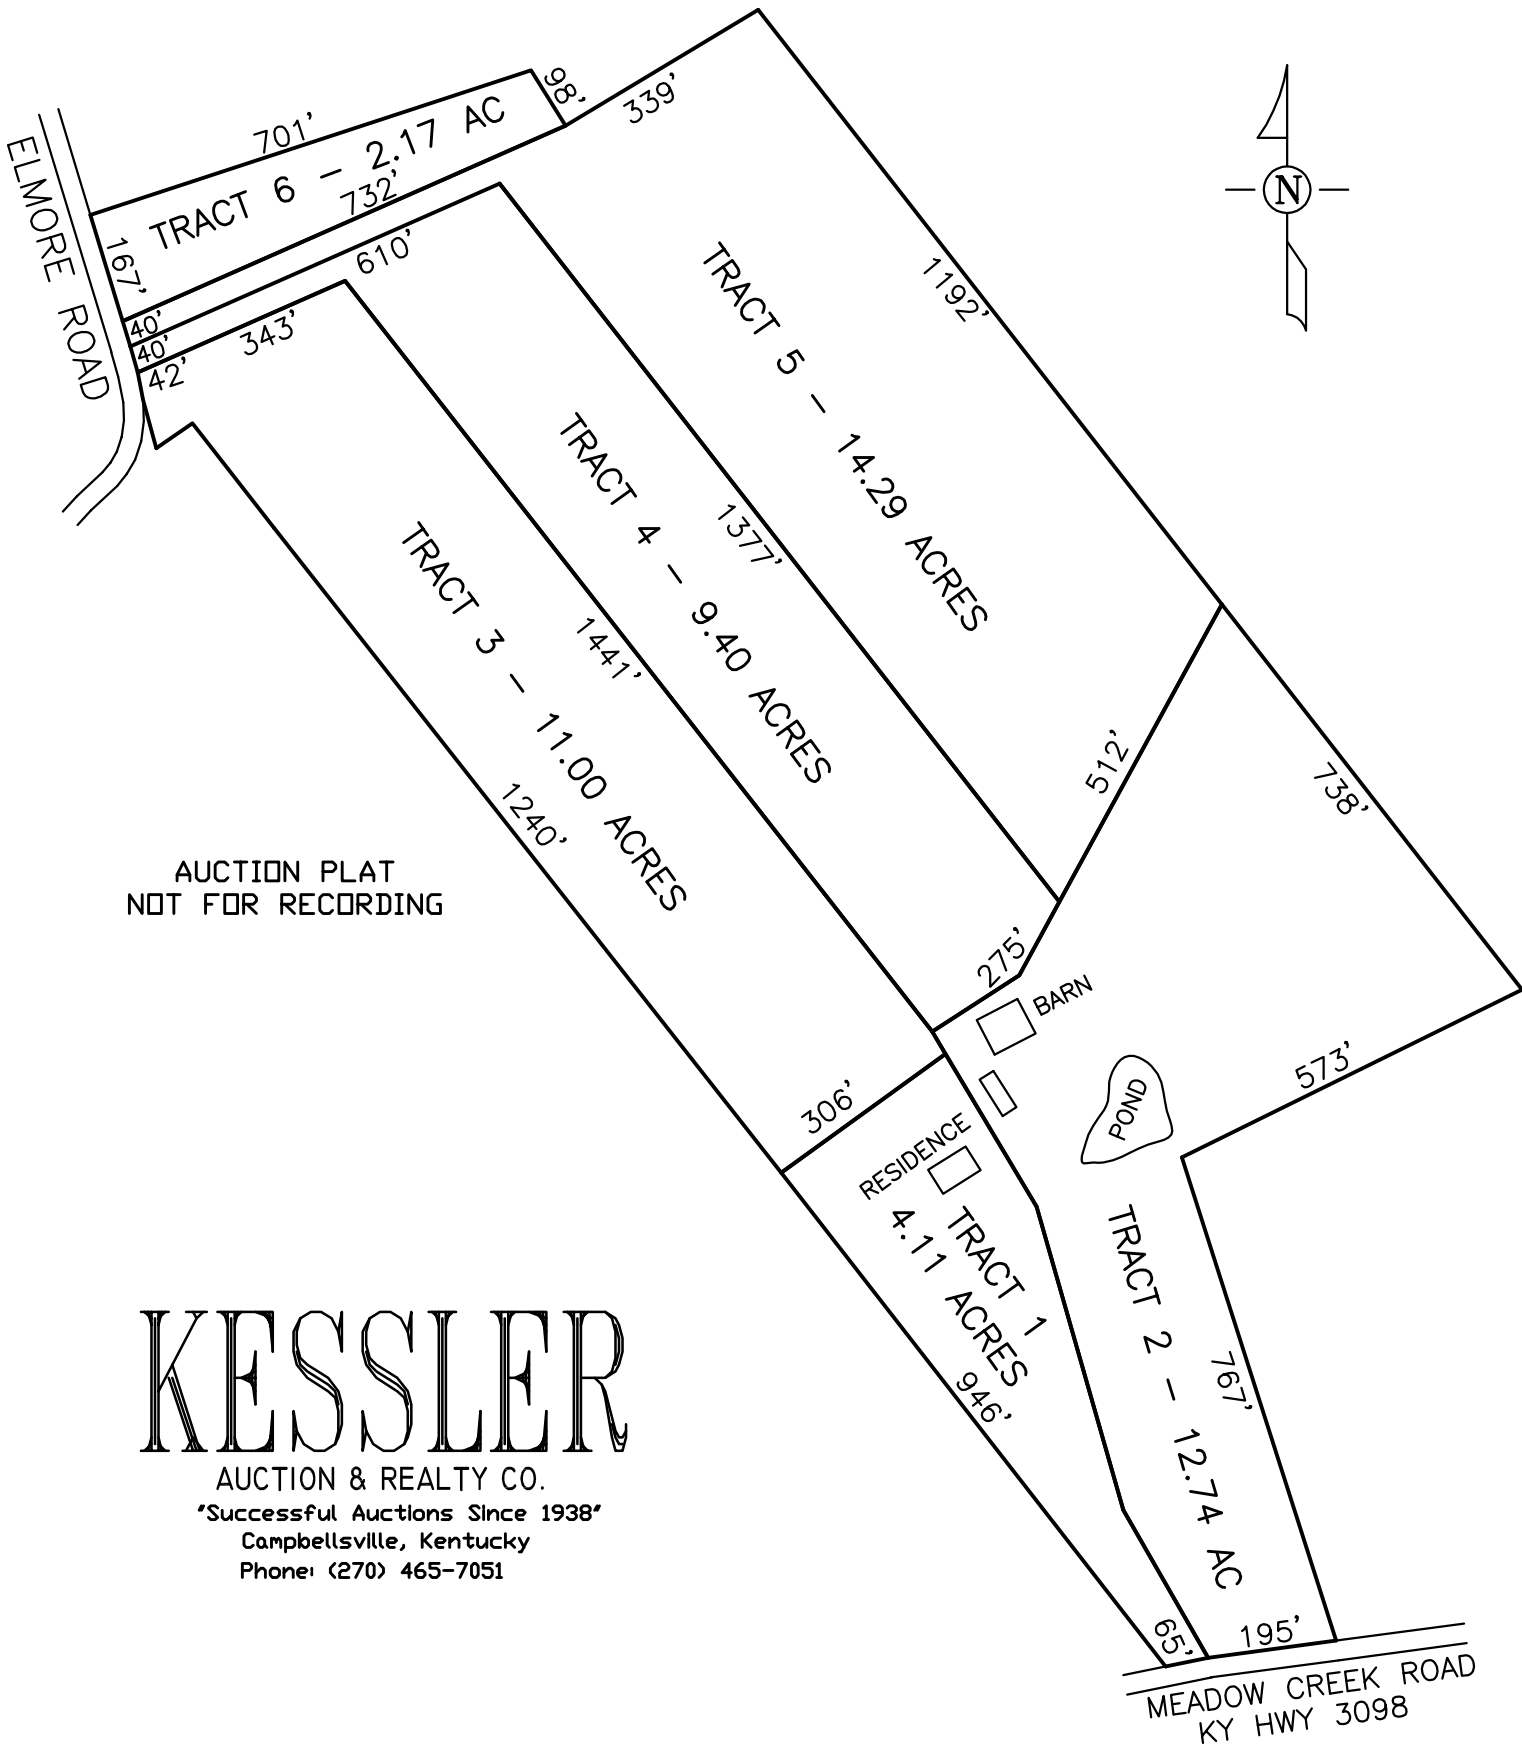 701'
98'
339'
TRACT 6 - 2.17 AC
732'
167'
ELMORE ROAD
40'
40'
42'
610'
343'
N
1192'
TRACT 5 - 14.29 ACRES
TRACT 4 - 9.40 ACRES
1377'
TRACT 3 - 11.00 ACRES
1441'
1240'
512'
738'
AUCTION PLAT
NOT FOR RECORDING
275'
BARN
573'
306'
POND
RESIDENCE
TRACT 1
4.11 ACRES
TRACT 2 - 12.74 AC
767'
946'
KESSLER
AUCTION & REALTY CO.
"Successful Auctions Since 1938"
Campbellsville, Kentucky
Phone: (270) 465-7051
65'
195'
MEADOW CREEK ROAD
KY HWY 3098